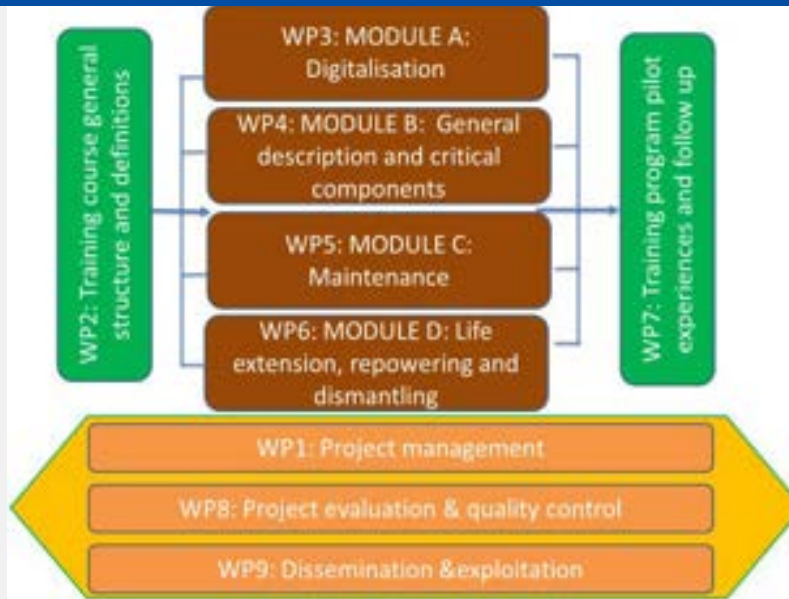 WP2: Training course general
structure and definitions
WP3: MODULE A:
Digitalisation
WP4: MODULE B:  General
description and critical
components
WP5: MODULE C:
Maintenance
WP6: MODULE D: Life
extension, repowering and
dismantling
WP7: Training program pilot
experiences and follow up
WP1: Project management
WP8: Project evaluation & quality control
WP9: Dissemination &exploitation